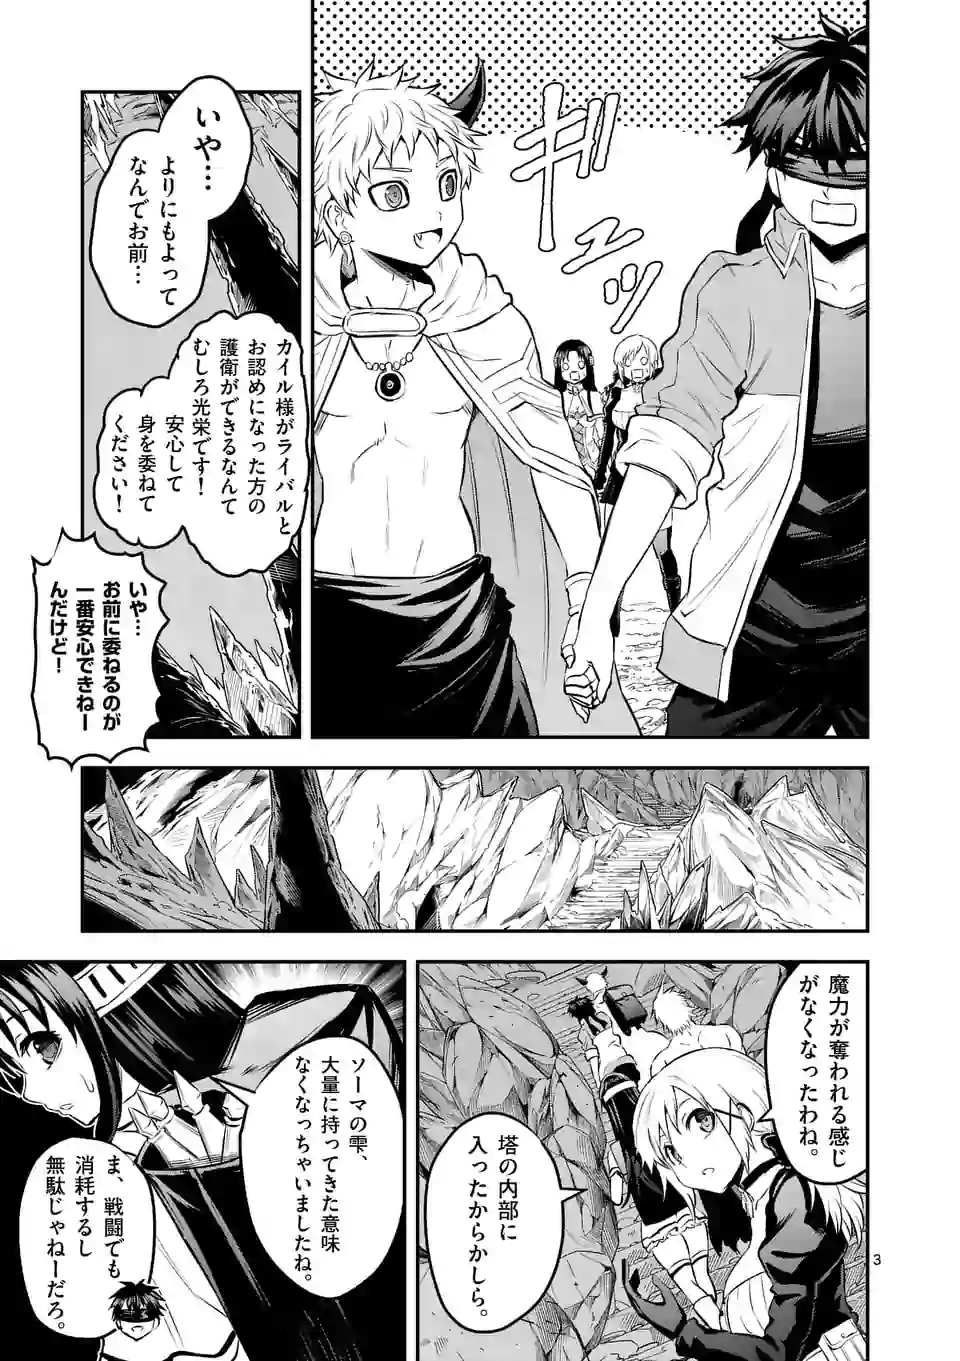 ギュッ
いや…
よりにもよって
なんでお前…
カイル様がライバルと
お認めになった方の
護衛ができるなんて
むしろ光栄です！
安心して
身を委ねて
ください！
いや…
お前に委ねるのが
一番安心できねー
んだけど！
魔力が奪われる感じ
がなくなったわね。
塔の内部に
入ったからかしら。
ソーマの雫、
大量に持ってきた意味
なくなっちゃいましたね。
ま、戦闘でも
消耗するし
無駄じゃねーだろ。
3